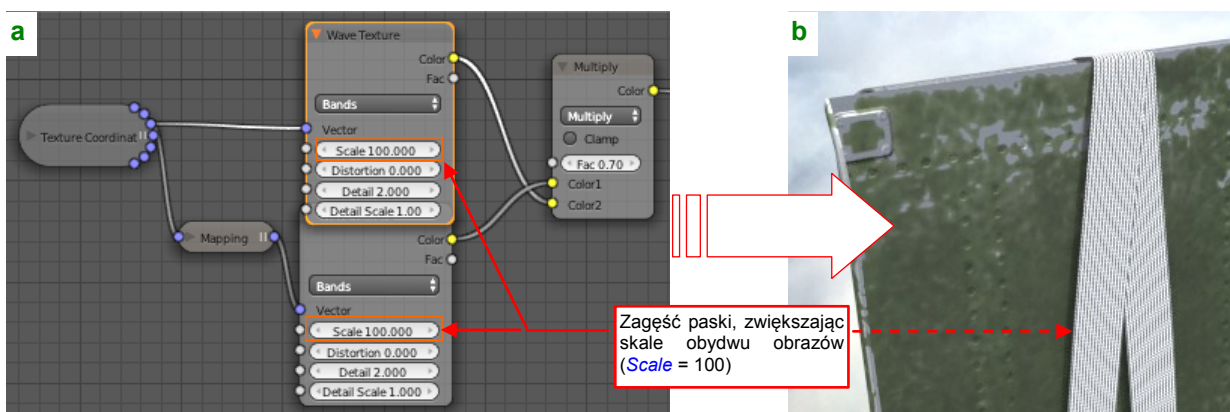 a
Wave Texture
Color
Fac
Bands
Vector
Scale 100.000
Distortion 0.000
Detail 2.000
Detail Scale 1.00
Texture Coordinat
Mapping
Color
Fac
Bands
Vector
Scale 100.000
Distortion 0.000
Detail 2.000
Detail Scale 1.000
Multiply
Color
Multiply
Clamp
Fac 0.70
Color1
Color2
b
Zagęść paski, zwiększając
skale obydwu obrazów
(Scale = 100)